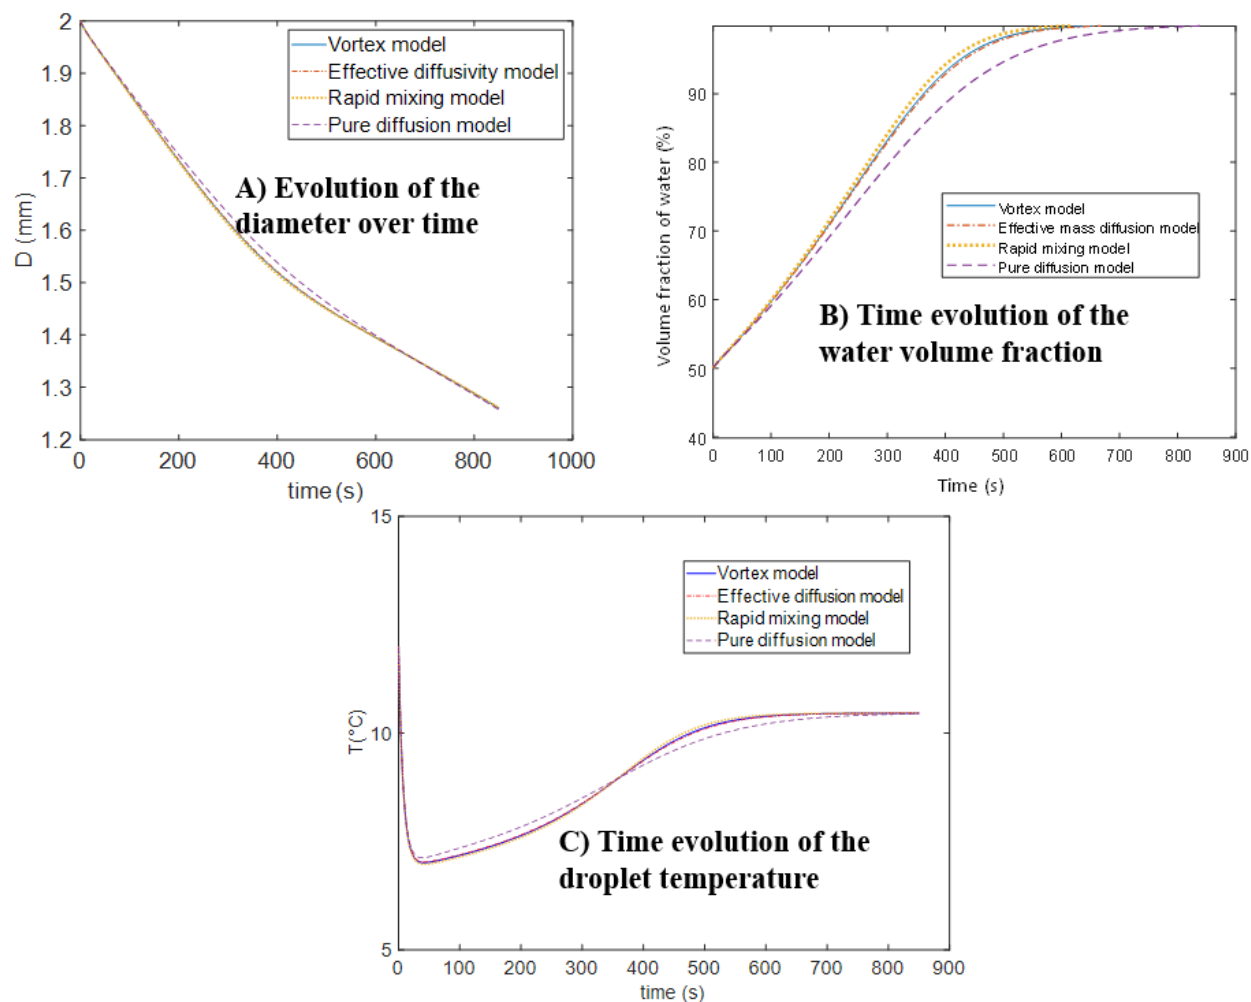 2
1.9
1.8
1.7
1.6
1.5
1.4
1.3
1.2
D (mm)
Vortex model
Effective diffusivity model
Rapid mixing model
Pure diffusion model
A) Evolution of the
diameter over time
0 200 400 600 800 1000
time (s)
90
80
70
60
50
40
Volume fraction of water (%)
Vortex model
Effective mass diffusion model
Rapid mixing model
Pure diffusion model
B) Time evolution of the
water volume fraction
0 100 200 300 400 500 600 700 800 900
Time (s)
15
10
5
T(°C)
Vortex model
Effective diffusion model
Rapid mixing model
Pure diffusion model
C) Time evolution of the
droplet temperature
0 100 200 300 400 500 600 700 800 900
time (s)